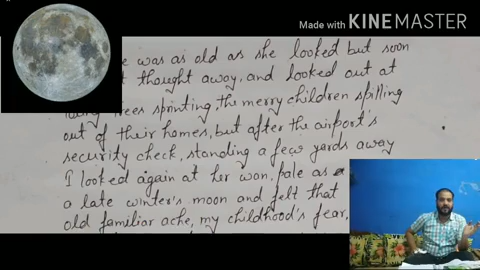 Made with KINEMASTER
e was as old as she looked but soon
t thought away, and looked out at
trees sprinting, the merry children spilling
out of their homes, but after the airport's
security check, standing a few yards away
I looked again at her wan, pale as a
a late winter's moon and felt that
old familiar ache, my childhood's fear,